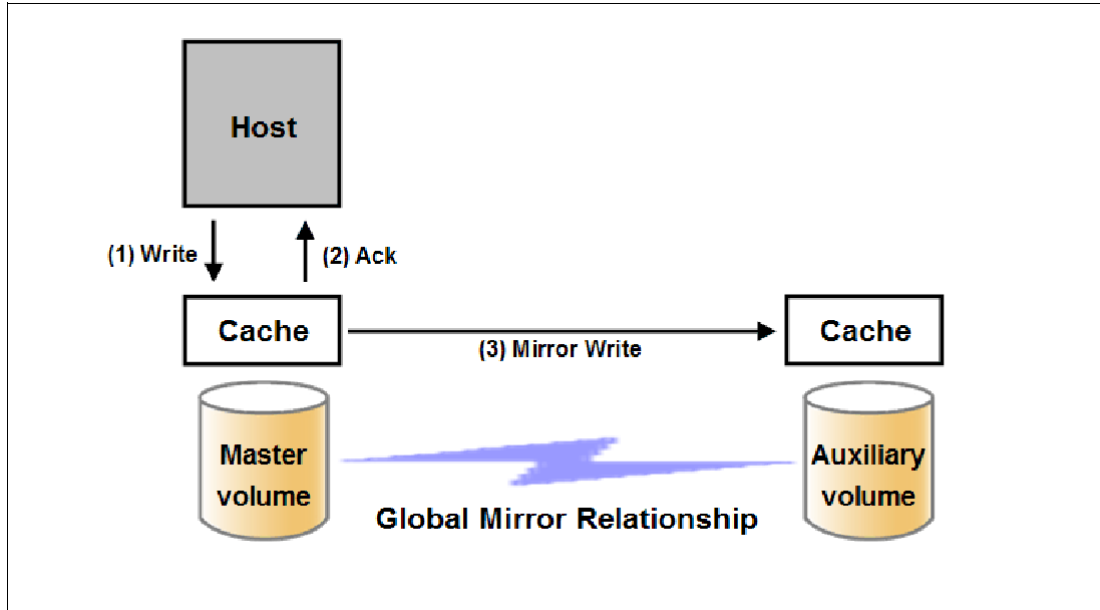 Host
(1) Write
(2) Ack
Cache
Cache
(3) Mirror Write
Master
volume
Auxiliary
volume
Global Mirror Relationship